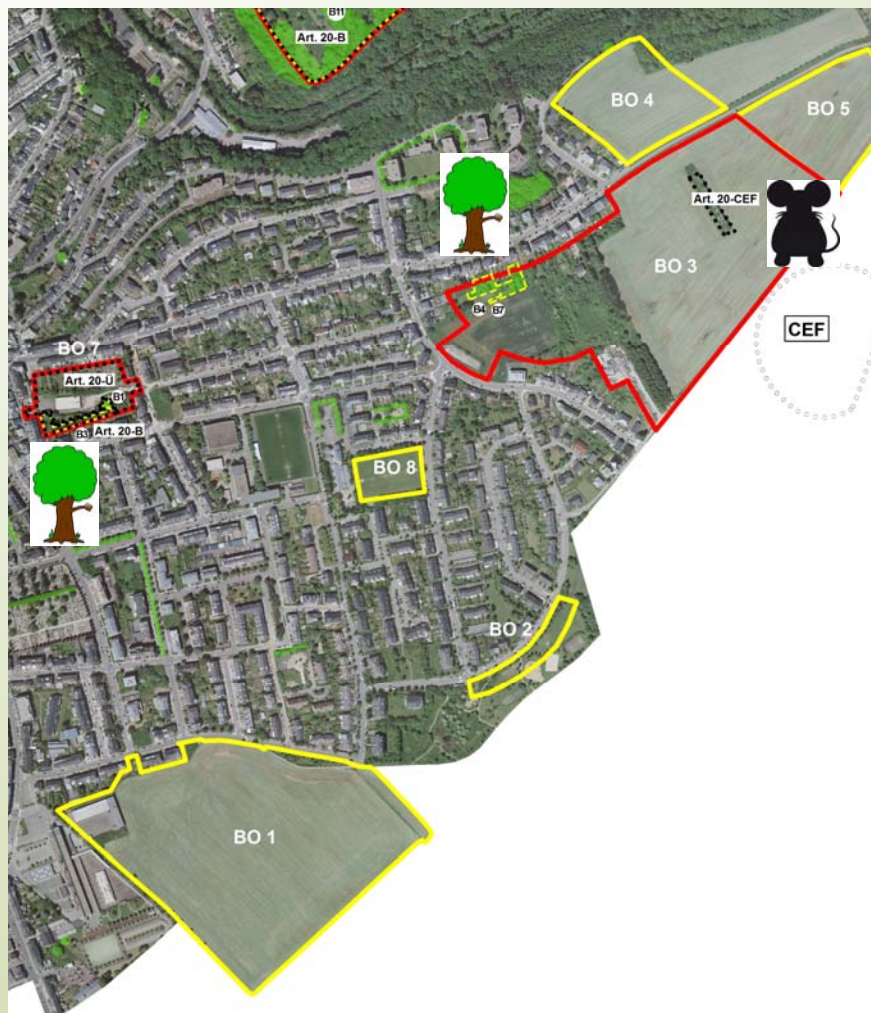 B11
Art. 20-B
BO 4
BO 5
Art. 20-CEF
BO 3
B4
B7
CEF
BO 7
Art. 20-Ü
B1
B3
Art. 20-B
BO 8
BO 2
BO 1